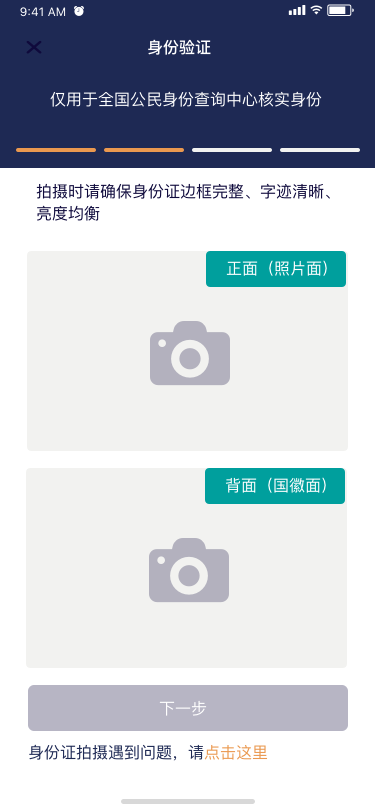 9:41 AM
身份验证
仅用于全国公民身份查询中心核实身份
拍摄时请确保身份证边框完整、字迹清晰、
亮度均衡
正面（照片面）
背面（国徽面）
下一步
身份证拍摄遇到问题，请点击这里